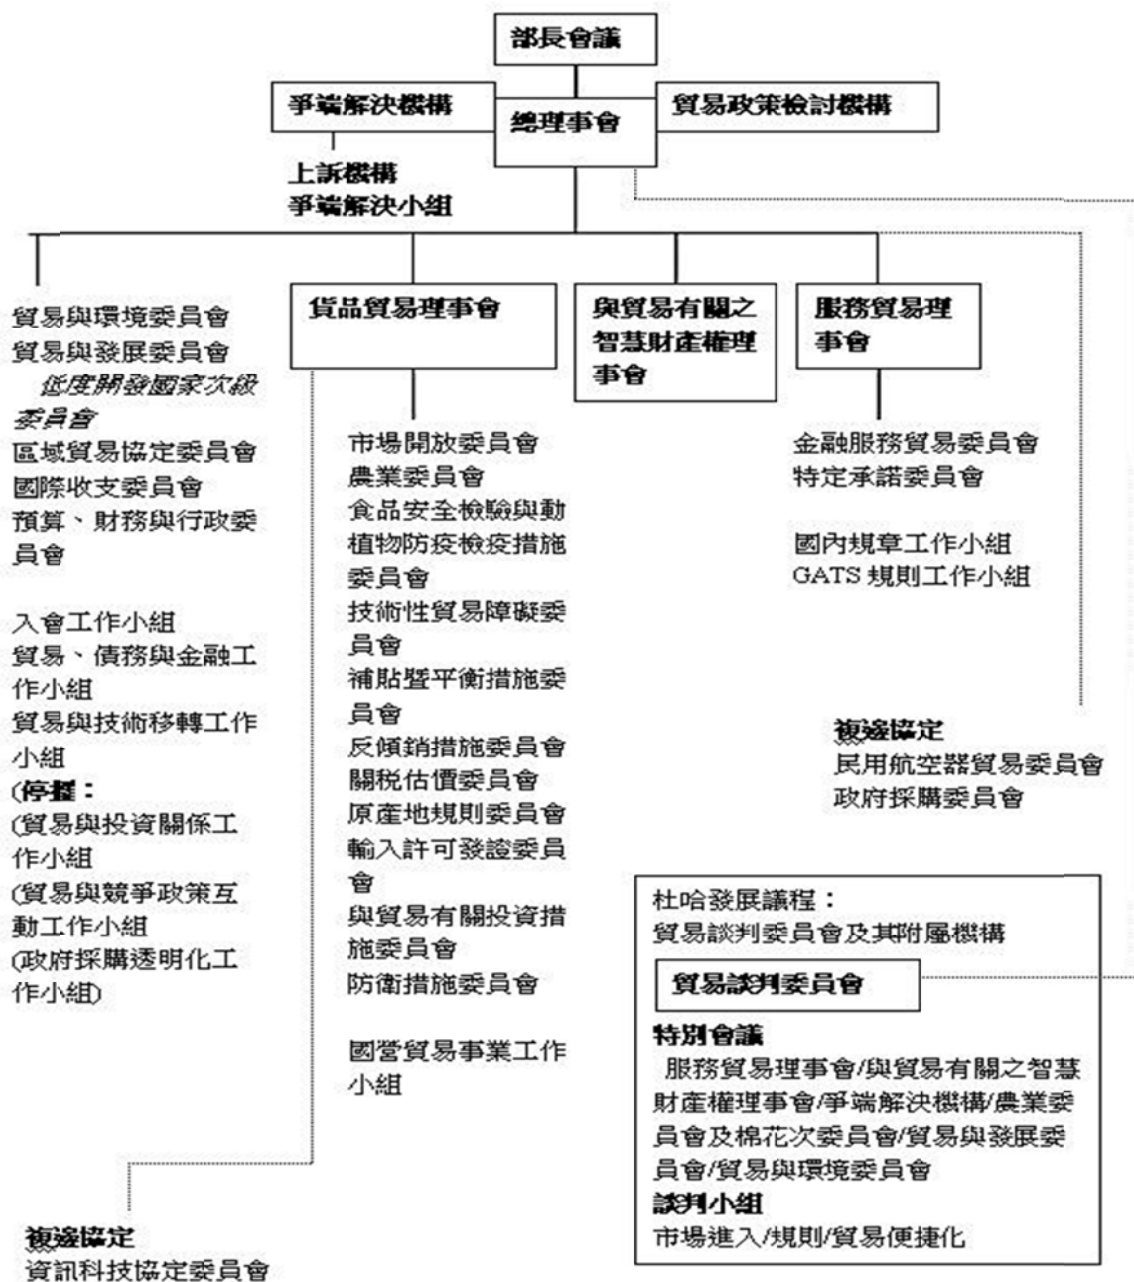 部長會議
爭端解決機構
總理事會
貿易政策檢討機構
上訴機構
爭端解決小組
貿易與環境委員會
貿易與發展委員會
低度開發國家次級
委員會
區域貿易協定委員會
國際收支委員會
預算、財務與行政委
員會
入會工作小組
貿易、債務與金融工
作小組
貿易與技術移轉工作
小組
(停擺：
(貿易與投資關係工
作小組
(貿易與競爭政策互
動工作小組
(政府採購透明化工
作小組)
貨品貿易理事會
市場開放委員會
農業委員會
食品安全檢驗與動
植物防疫檢疫措施
委員會
技術性貿易障礙委
員會
補貼暨平衡措施委
員會
反傾銷措施委員會
關稅估價委員會
原產地規則委員會
輸入許可發證委員
會
與貿易有關投資措
施委員會
防衛措施委員會
國營貿易事業工作
小組
與貿易有關之
智慧財產權理
事會
服務貿易理
事會
金融服務貿易委員會
特定承諾委員會
國內規章工作小組
GATS 規則工作小組
複邊協定
民用航空器貿易委員會
政府採購委員會
杜哈發展議程：
貿易談判委員會及其附屬機構
貿易談判委員會
特別會議
服務貿易理事會/與貿易有關之智慧
財產權理事會/爭端解決機構/農業委
員會及棉花次委員會/貿易與發展委
員會/貿易與環境委員會
談判小組
市場進入/規則/貿易便捷化
複邊協定
資訊科技協定委員會